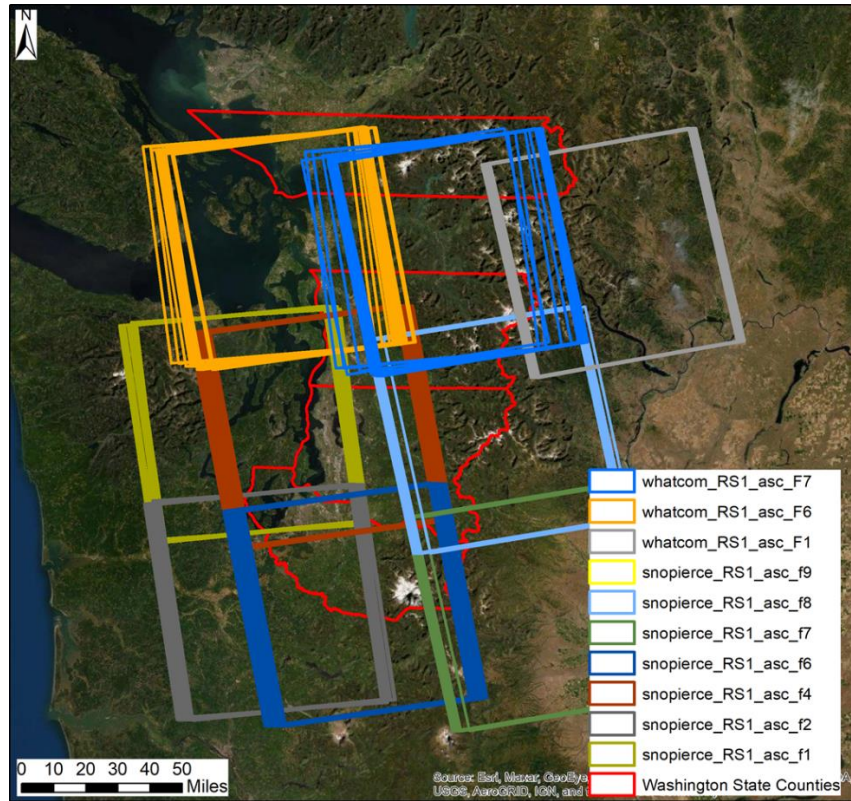 N
whatcom_RS1_asc_F7
whatcom_RS1_asc_F6
whatcom_RS1_asc_F1
snopierce_RS1_asc_f9
snopierce_RS1_asc_f8
snopierce_RS1_asc_f7
snopierce_RS1_asc_f6
snopierce_RS1_asc_f4
snopierce_RS1_asc_f2
snopierce_RS1_asc_f1
Washington State Counties
0 10 20 30 40 50
Miles
Source: Esri, Maxar, GeoEye
USGS, AeroGRID, IGN, and